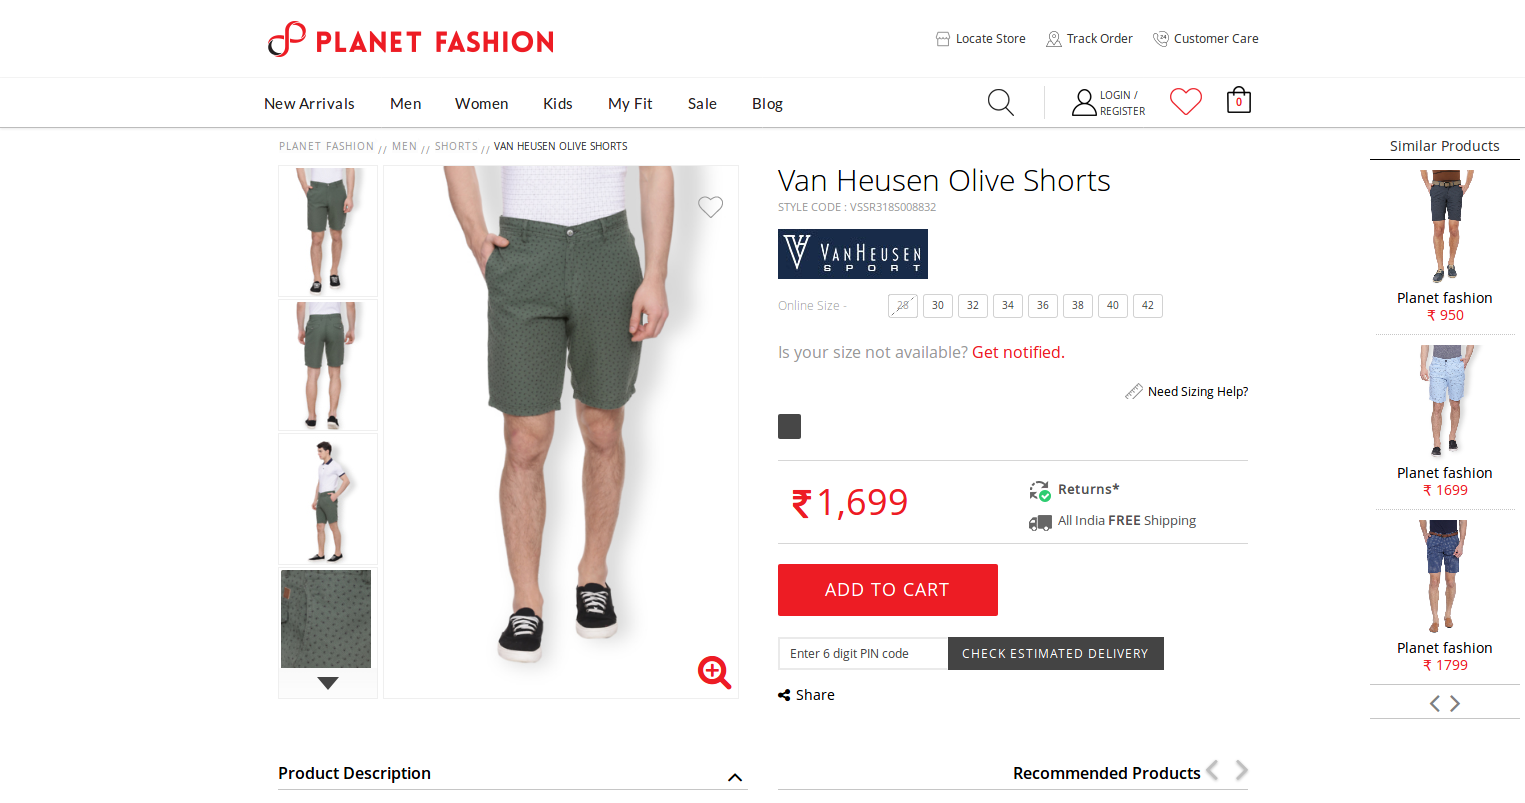 PLANET FASHION
Locate Store
Track Order
24
Customer Care
New Arrivals
Men
Women
Kids
My Fit
Sale
Blog
LOGIN /
REGISTER
0
PLANET FASHION // MEN // SHORTS // VAN HEUSEN OLIVE SHORTS
Van Heusen Olive Shorts
STYLE CODE : VSSR318S008832
VH VAN HEUSEN
SPORT
Online Size -
28
30
32
34
36
38
40
42
Is your size not available? Get notified.
Need Sizing Help?
₹1,699
Returns*
All India FREE Shipping
ADD TO CART
Enter 6 digit PIN code
CHECK ESTIMATED DELIVERY
Share
Similar Products
Planet fashion
₹ 950
Planet fashion
₹ 1699
Planet fashion
₹ 1799
Product Description
Recommended Products